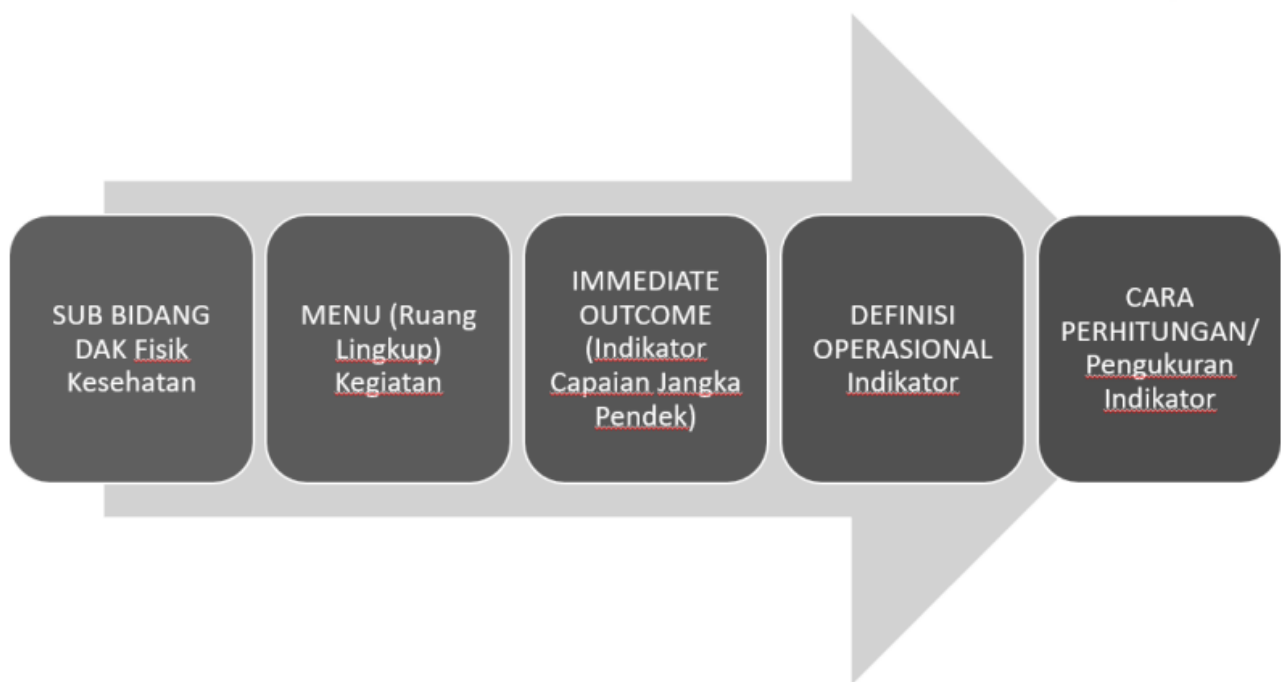 SUB BIDANG
DAK Fisik
Kesehatan
MENU (Ruang
Lingkup)
Kegiatan
IMMEDIATE
OUTCOME
(Indikator
Capaian Jangka
Pendek)
DEFINISI
OPERASIONAL
Indikator
CARA
PERHITUNGAN/
Pengukuran
Indikator